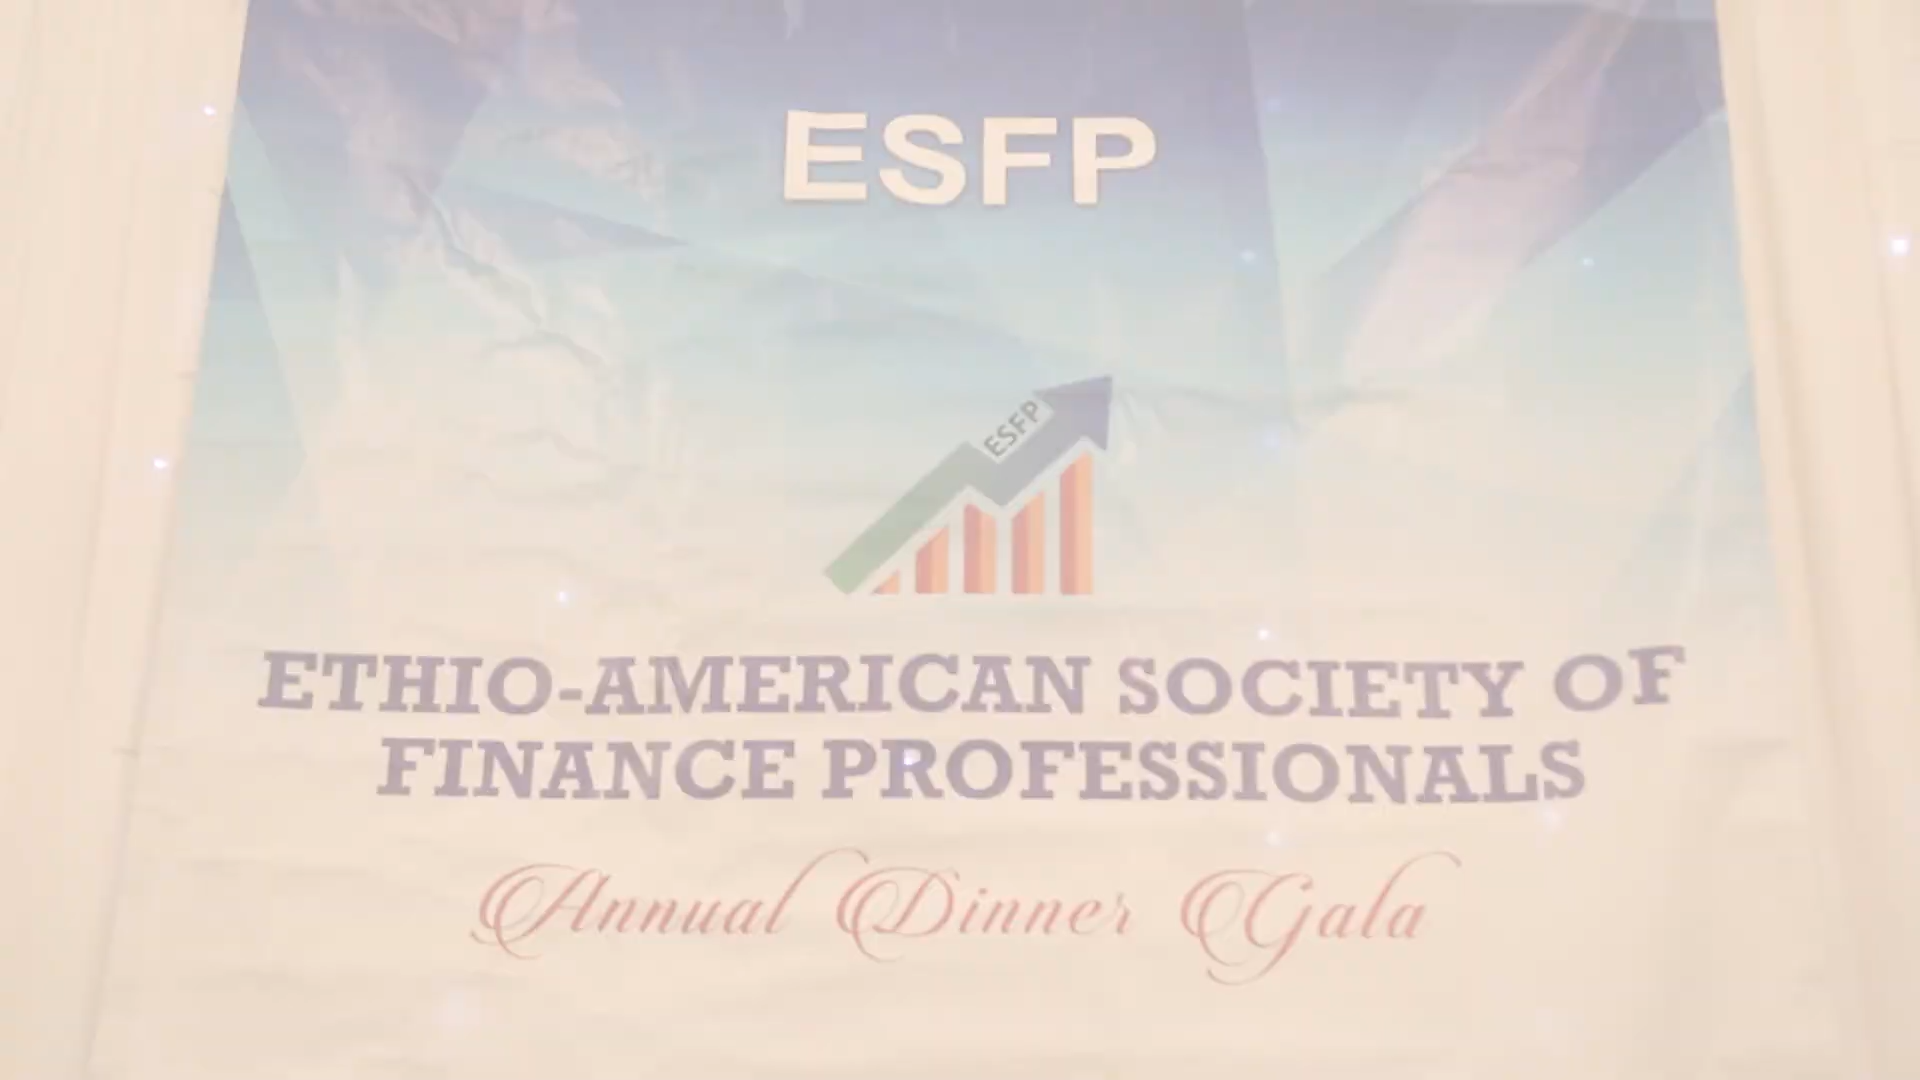 ESFP
ESFP
ETHIO-AMERICAN SOCIETY OF
FINANCE PROFESSIONALS
Annual Dinner Gala